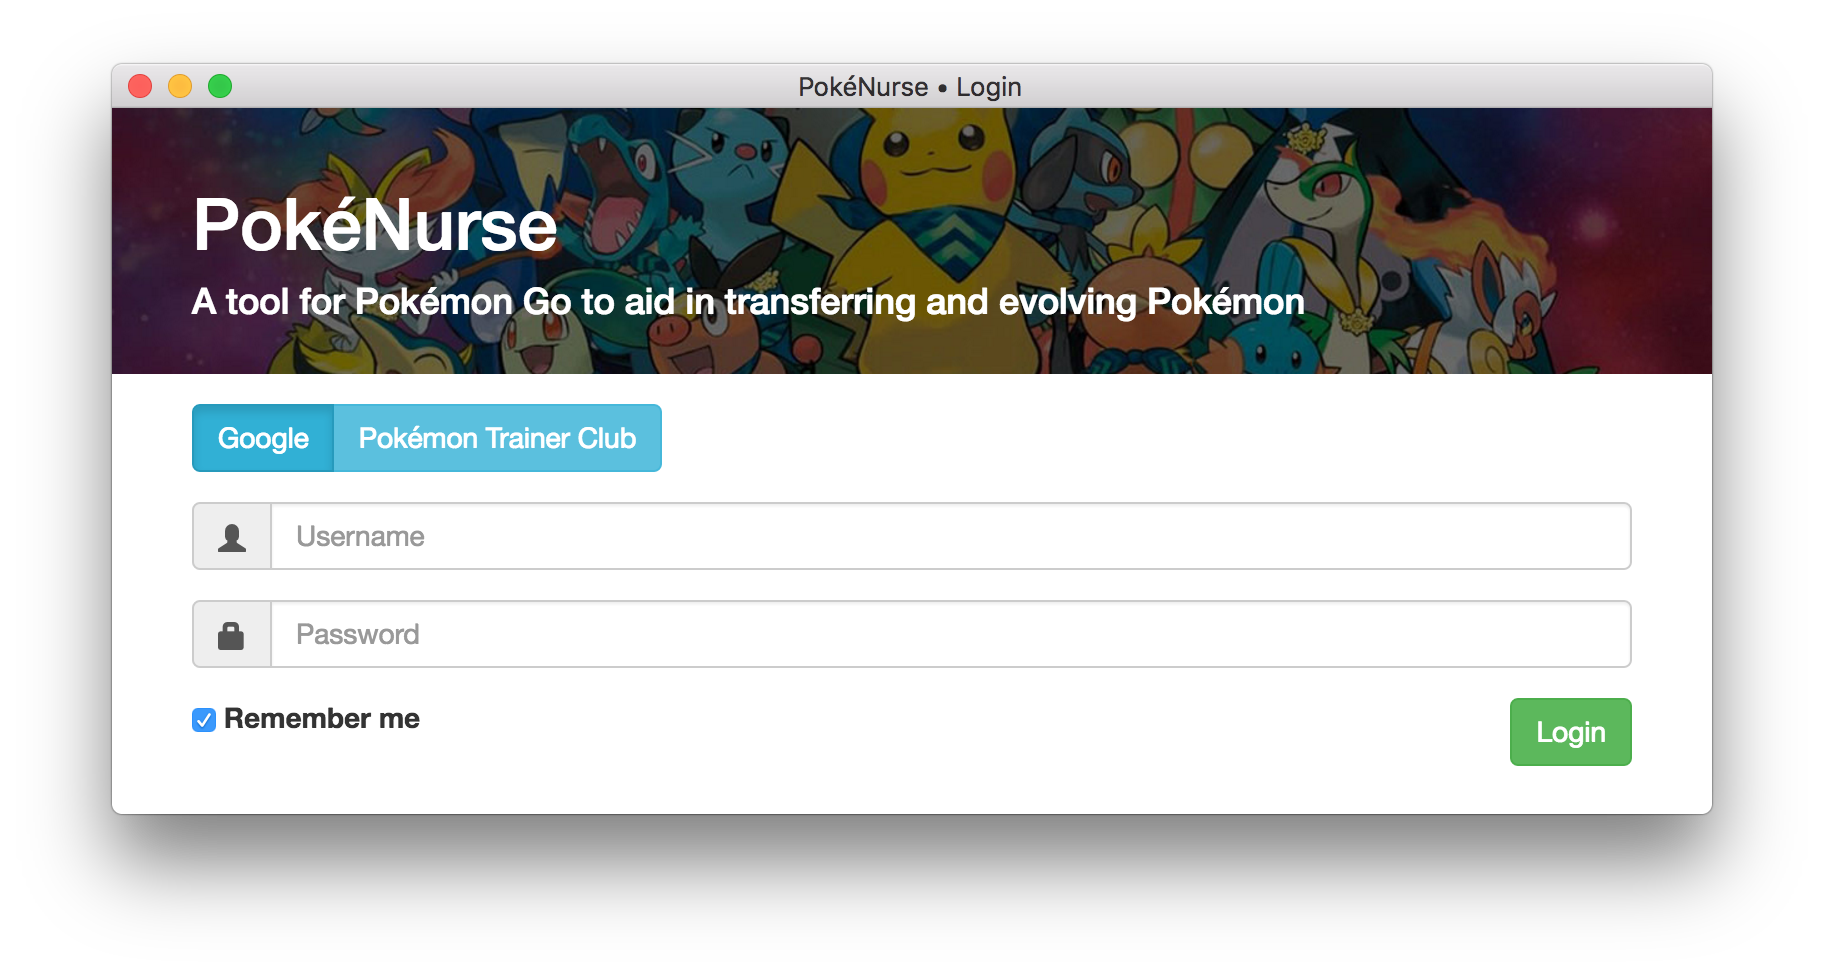 PokéNurse • Login
PokéNurse
A tool for Pokémon Go to aid in transferring and evolving Pokémon
Google Pokémon Trainer Club
Username
Password
Remember me
Login